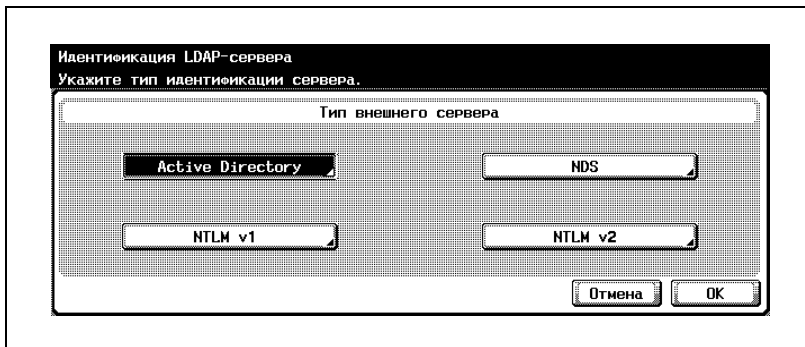 Идентификация LDAP-сервера
Укажите тип идентификации сервера.
Тип внешнего сервера
Active Directory NDS
NTLM v1 NTLM v2
Отмена OK